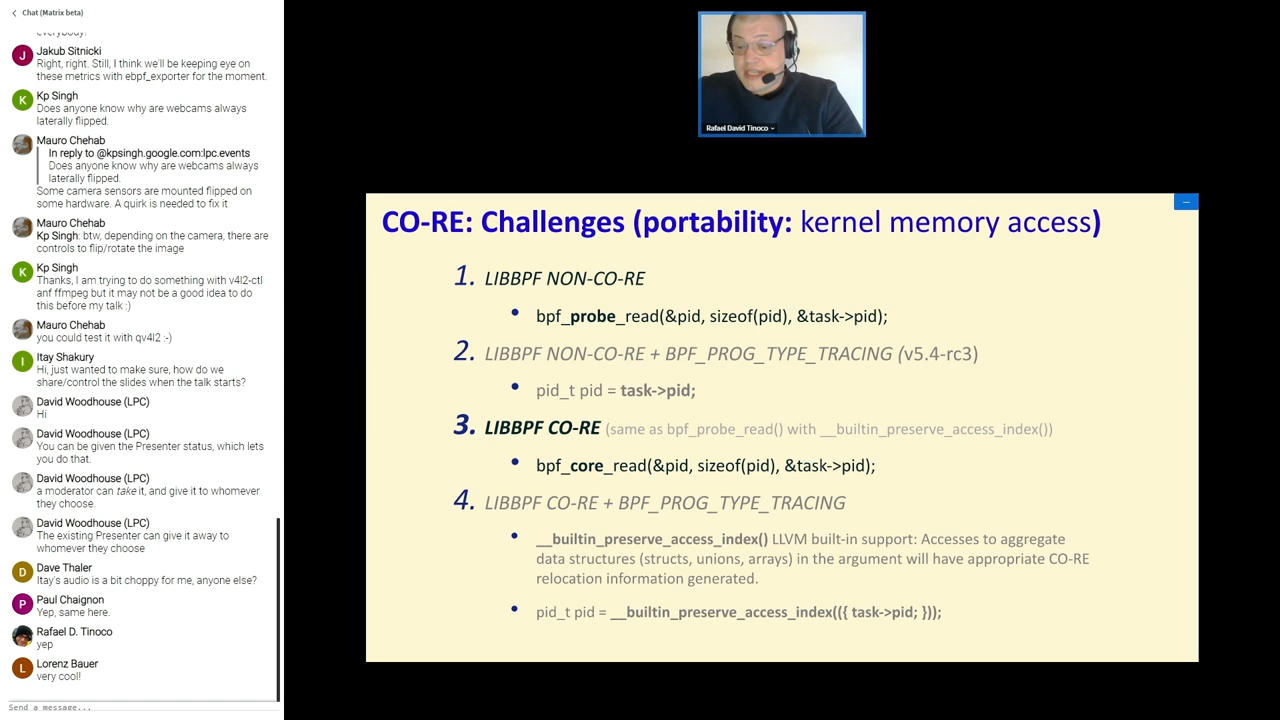 Chat (Matrix beta)
everybody!
J
Jakub Sitnicki
Right, right. Still, I think we'll be keeping eye on
these metrics with ebpf_exporter for the moment.
K
Kp Singh
Does anyone know why are webcams always
laterally flipped.
Mauro Chehab
In reply to @kpsingh.google.com:lpc.events
Does anyone know why are webcams always
laterally flipped.
Some camera sensors are mounted flipped on
some hardware. A quirk is needed to fix it
Mauro Chehab
Kp Singh: btw, depending on the camera, there are
controls to flip/rotate the image
K
Kp Singh
Thanks, I am trying to do something with v4l2-ctl
anf ffmpeg but it may not be a good idea to do
this before my talk :)
Mauro Chehab
you could test it with qv4l2 :-)
I
Itay Shakury
Hi, just wanted to make sure, how do we
share/control the slides when the talk starts?
David Woodhouse (LPC)
Hi
David Woodhouse (LPC)
You can be given the Presenter status, which lets
you do that.
David Woodhouse (LPC)
a moderator can take it, and give it to whomever
they choose.
David Woodhouse (LPC)
The existing Presenter can give it away to
whomever they choose
D
Dave Thaler
Itay's audio is a bit choppy for me, anyone else?
P
Paul Chaignon
Yep, same here.
Rafael D. Tinoco
yep
L
Lorenz Bauer
very cool!
Send a message...
Rafael David Tinoco
CO-RE: Challenges (portability: kernel memory access)
1. LIBBPF NON-CO-RE
• bpf_probe_read(&pid, sizeof(pid), &task->pid);
2. LIBBPF NON-CO-RE + BPF_PROG_TYPE_TRACING (v5.4-rc3)
• pid_t pid = task->pid;
3. LIBBPF CO-RE (same as bpf_probe_read() with __builtin_preserve_access_index())
• bpf_core_read(&pid, sizeof(pid), &task->pid);
4. LIBBPF CO-RE + BPF_PROG_TYPE_TRACING
• __builtin_preserve_access_index() LLVM built-in support: Accesses to aggregate
data structures (structs, unions, arrays) in the argument will have appropriate CO-RE
relocation information generated.
• pid_t pid = __builtin_preserve_access_index(({ task->pid; }));